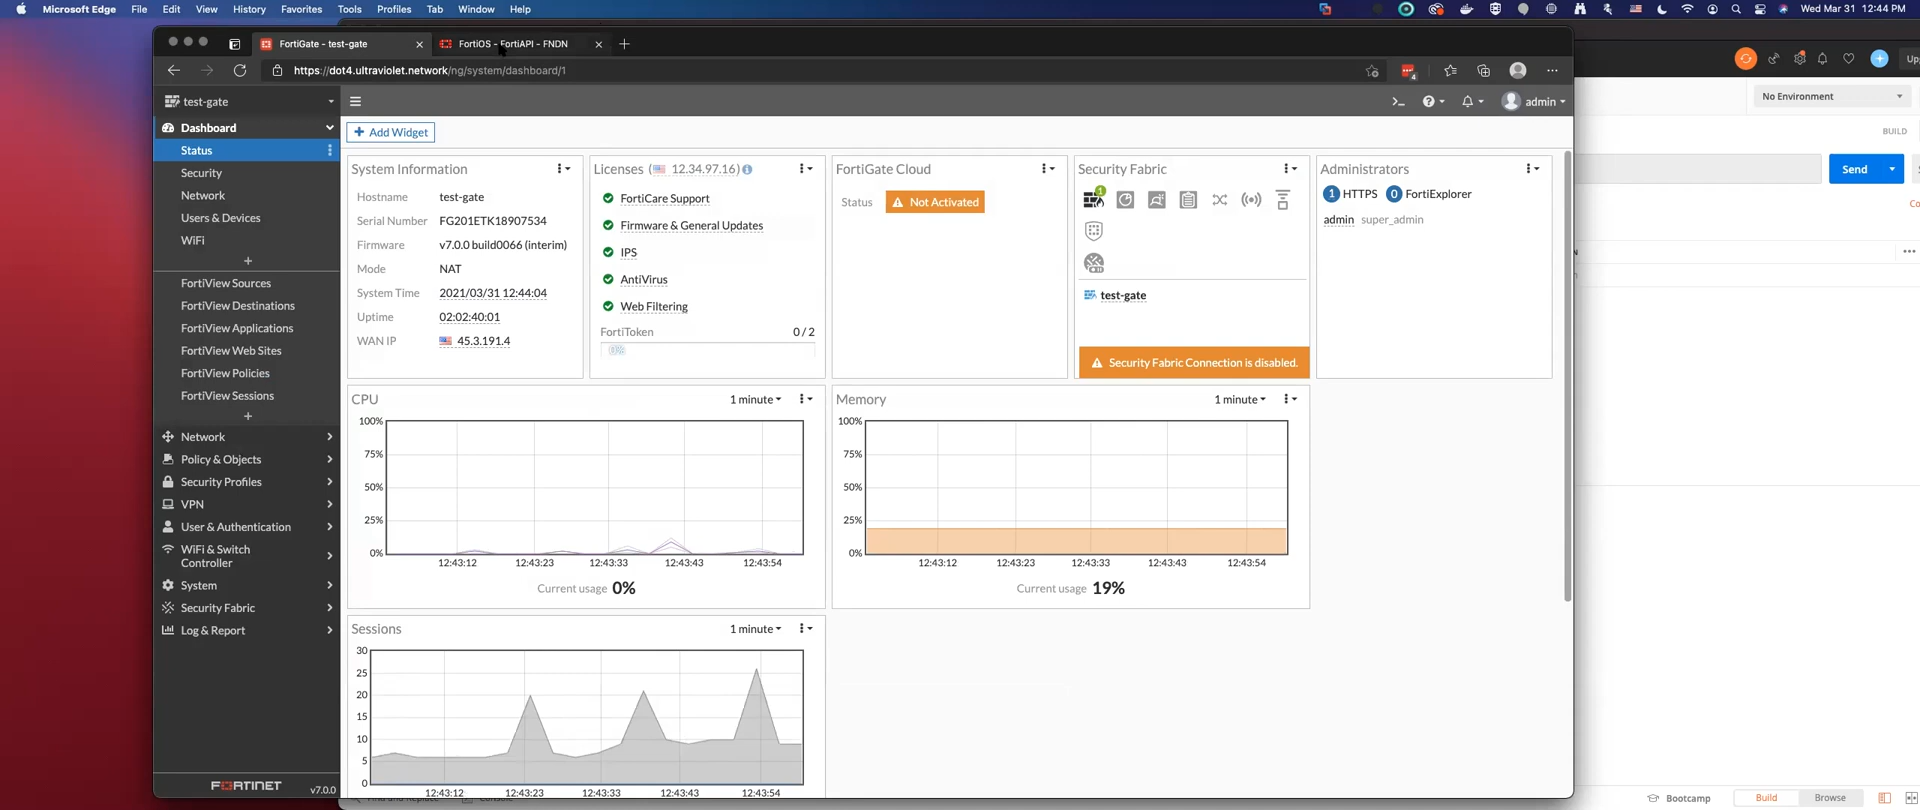 Microsoft Edge File Edit View History Favorites Tools Profiles Tab Window Help
Wed Mar 31 12:44 PM
FortiGate - test-gate
FortiOS - FortiAPI - FNDN
https://dot4.ultraviolet.network/ng/system/dashboard/1
4
test-gate
admin
Dashboard
Status
Security
Network
Users & Devices
WiFi
FortiView Sources
FortiView Destinations
FortiView Applications
FortiView Web Sites
FortiView Policies
FortiView Sessions
Network
Policy & Objects
Security Profiles
VPN
User & Authentication
WiFi & Switch
Controller
System
Security Fabric
Log & Report
FORTINET
v7.0.0
+ Add Widget
System Information
Hostname test-gate
Serial Number FG201ETK18907534
Firmware v7.0.0 build0066 (interim)
Mode NAT
System Time 2021/03/31 12:44:04
Uptime 02:02:40:01
WAN IP 45.3.191.4
Licenses ( 12.34.97.16)
FortiCare Support
Firmware & General Updates
IPS
AntiVirus
Web Filtering
FortiToken 0 / 2
0%
FortiGate Cloud
Status Not Activated
Security Fabric
1
test-gate
Security Fabric Connection is disabled.
Administrators
1 HTTPS 0 FortiExplorer
admin super_admin
CPU 1 minute
100%
75%
50%
25%
0%
12:43:12 12:43:23 12:43:33 12:43:43 12:43:54
Current usage 0%
Memory 1 minute
100%
75%
50%
25%
0%
12:43:12 12:43:23 12:43:33 12:43:43 12:43:54
Current usage 19%
Sessions 1 minute
30
25
20
15
10
5
0
12:43:12 12:43:23 12:43:33 12:43:43 12:43:54
No Environment
BUILD
Send
Bootcamp Build Browse